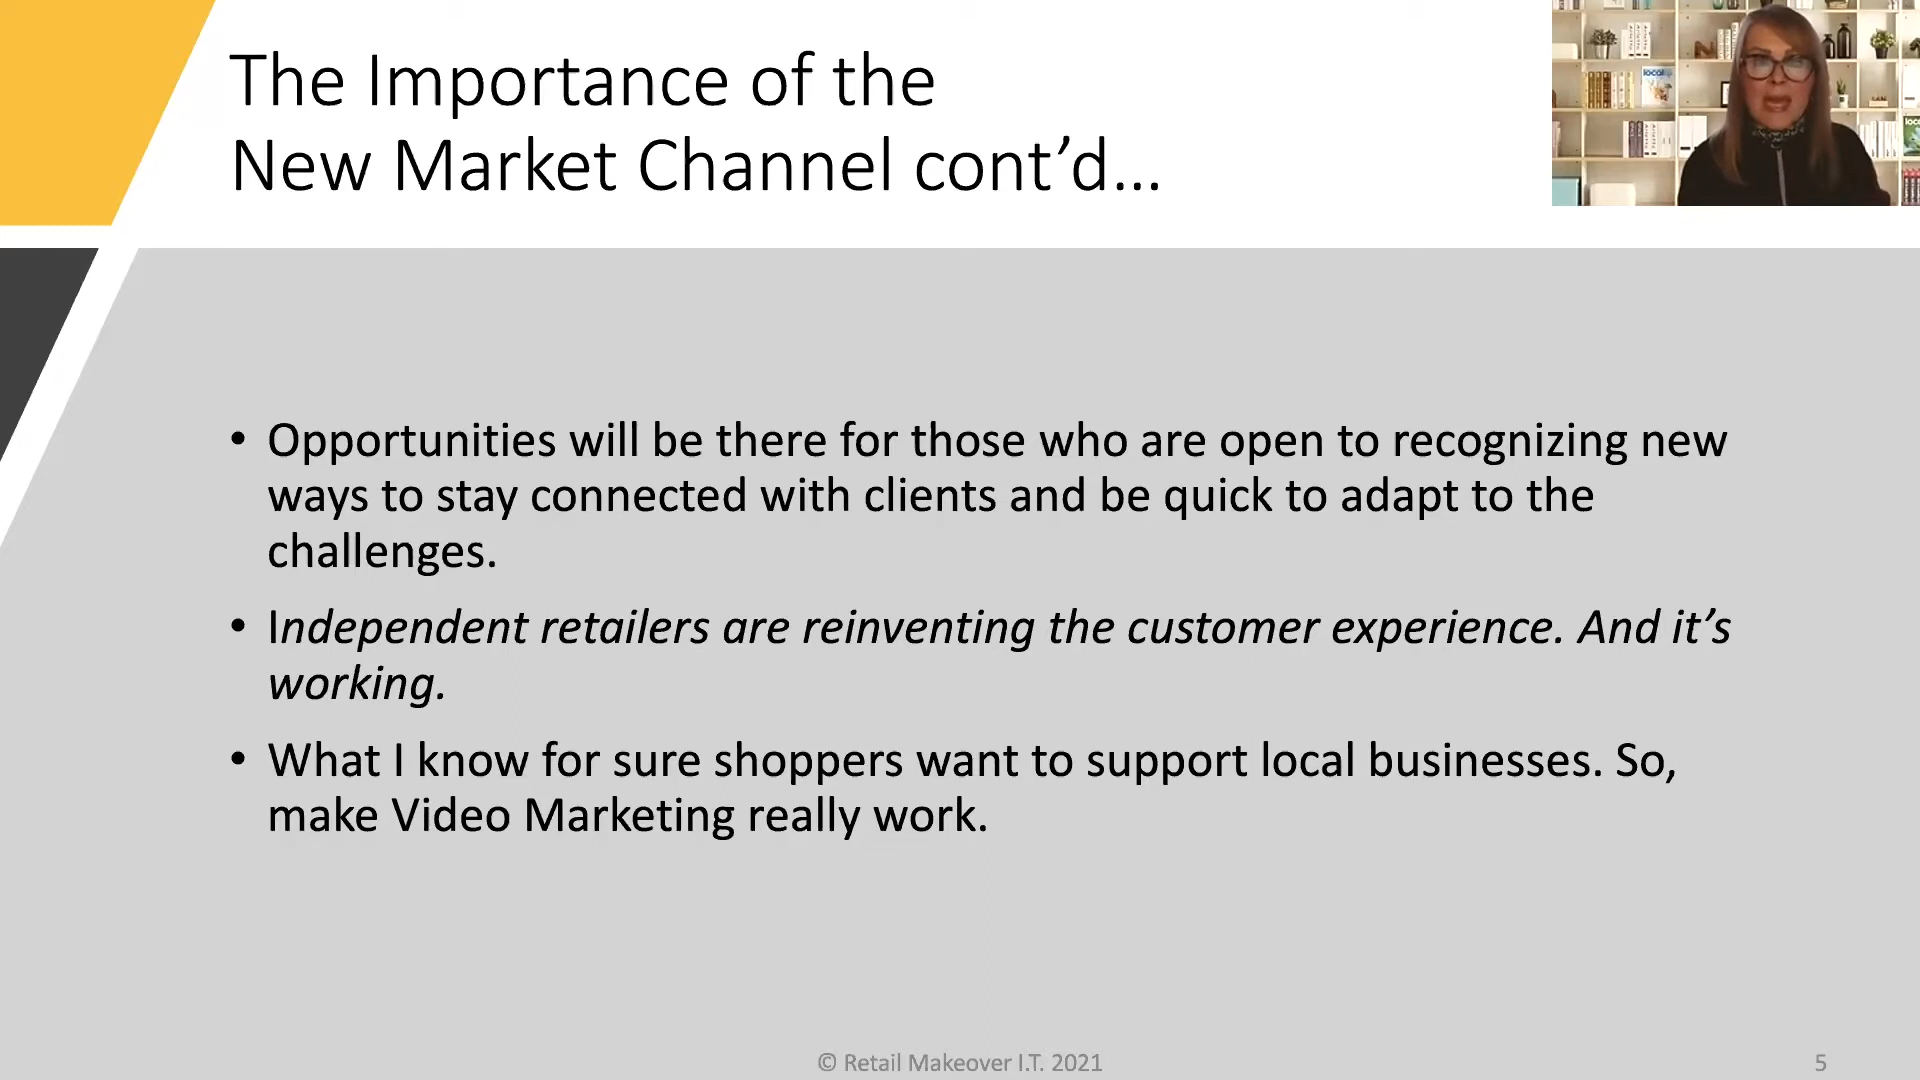 The Importance of the
New Market Channel cont’d…
local
loc
• Opportunities will be there for those who are open to recognizing new
ways to stay connected with clients and be quick to adapt to the
challenges.
• Independent retailers are reinventing the customer experience. And it’s
working.
• What I know for sure shoppers want to support local businesses. So,
make Video Marketing really work.
© Retail Makeover I.T. 2021
5